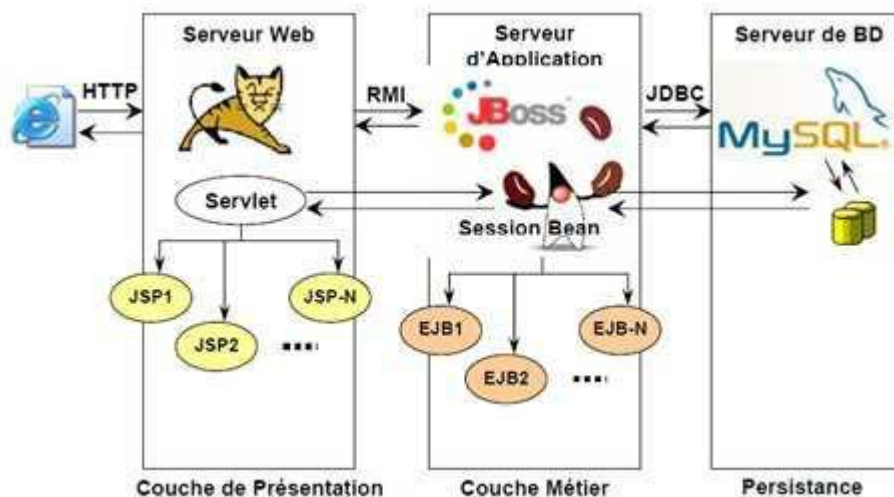 Serveur Web
Serveur
d'Application
Serveur de BD
HTTP
RMI
JBoss
JDBC
MySQL
Servlet
Session Bean
JSP1
JSP2
JSP-N
EJB1
EJB2
EJB-N
Couche de Présentation
Couche Métier
Persistance